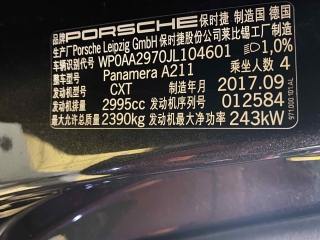 品牌 PORSCHE 保时捷 制造国 德国
生产厂 Porsche Leipzig GmbH 保时捷股份公司莱比锡工厂制造
车辆识别代号 WP0AA2970JL104601 1,0%
整车型号 Panamera A211 乘坐人数 4
发动机型号 CXT 制造年月 2017.09
发动机排量 2995cc 发动机序号 012584
最大允许总质量 2390kg 发动机最大净功率 243kW
971.000.101.AL